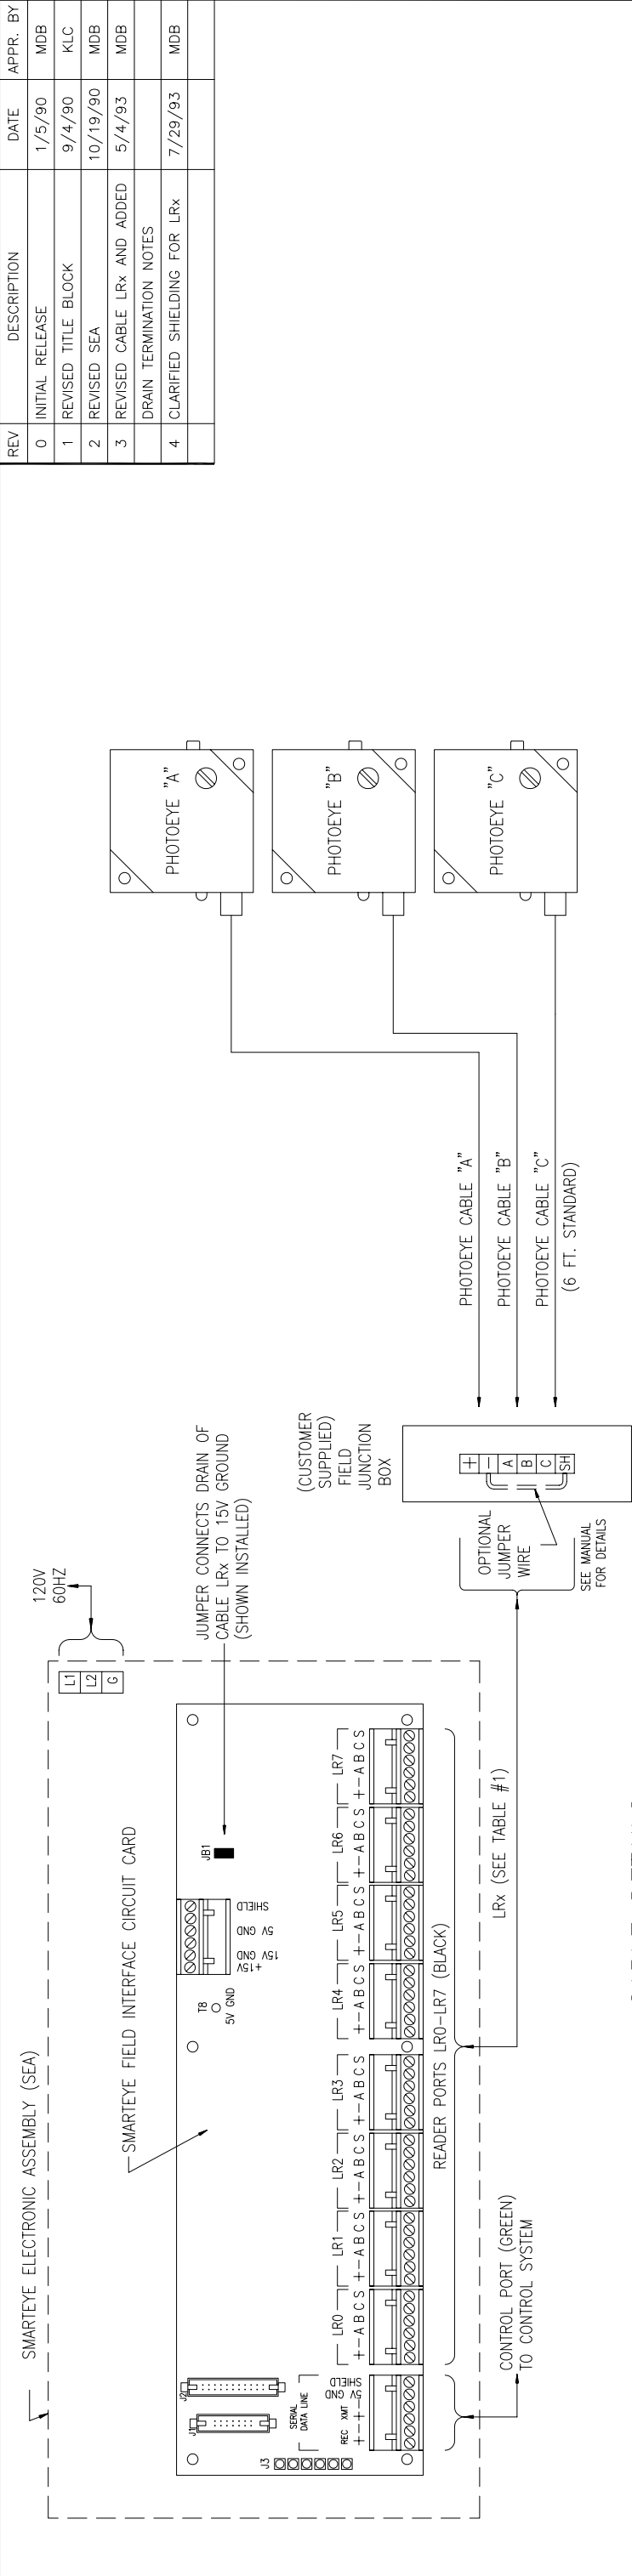 REV DESCRIPTION DATE APPR. BY
0 INITIAL RELEASE 1/5/90 MDB
1 REVISED TITLE BLOCK 9/4/90 KLC
2 REVISED SEA 10/19/90 MDB
3 REVISED CABLE LRx AND ADDED 5/4/93 MDB
DRAIN TERMINATION NOTES
4 CLARIFIED SHIELDING FOR LRx 7/29/93 MDB
SMARTEYE ELECTRONIC ASSEMBLY (SEA)
120V
60HZ
L1
L2
G
SMARTEYE FIELD INTERFACE CIRCUIT CARD
JUMPER CONNECTS DRAIN OF
CABLE LRx TO 15V GROUND
(SHOWN INSTALLED)
JB1
+15V
15V GND
5V GND
SHIELD
T8
5V GND
J1
J2
J3
SERIAL
DATA LINE
REC XMT
+ - + -
5V GND
SHIELD
LR0
+ - A B C S
LR1
+ - A B C S
LR2
+ - A B C S
LR3
+ - A B C S
LR4
+ - A B C S
LR5
+ - A B C S
LR6
+ - A B C S
LR7
+ - A B C S
READER PORTS LR0-LR7 (BLACK)
CONTROL PORT (GREEN)
TO CONTROL SYSTEM
LRx (SEE TABLE #1)
(CUSTOMER
SUPPLIED)
FIELD
JUNCTION
BOX
+
-
A
B
C
SH
OPTIONAL
JUMPER
WIRE
SEE MANUAL
FOR DETAILS
PHOTOEYE CABLE "A"
PHOTOEYE CABLE "B"
PHOTOEYE CABLE "C"
(6 FT. STANDARD)
PHOTOEYE "A"
PHOTOEYE "B"
PHOTOEYE "C"